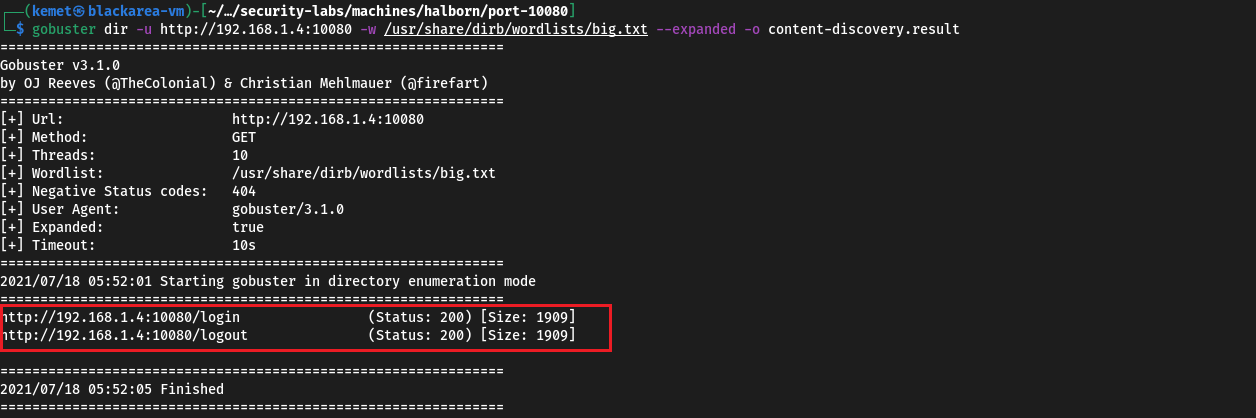 ┌──(kemet㉿blackarea-vm)-[~/…/security-labs/machines/halborn/port-10080]
└─$ gobuster dir -u http://192.168.1.4:10080 -w /usr/share/dirb/wordlists/big.txt --expanded -o content-discovery.result
===============================================================
Gobuster v3.1.0
by OJ Reeves (@TheColonial) & Christian Mehlmauer (@firefart)
===============================================================
[+] Url:                     http://192.168.1.4:10080
[+] Method:                  GET
[+] Threads:                 10
[+] Wordlist:                /usr/share/dirb/wordlists/big.txt
[+] Negative Status codes:   404
[+] User Agent:              gobuster/3.1.0
[+] Expanded:                true
[+] Timeout:                 10s
===============================================================
2021/07/18 05:52:01 Starting gobuster in directory enumeration mode
===============================================================
http://192.168.1.4:10080/login                (Status: 200) [Size: 1909]
http://192.168.1.4:10080/logout               (Status: 200) [Size: 1909]
===============================================================
2021/07/18 05:52:05 Finished
===============================================================